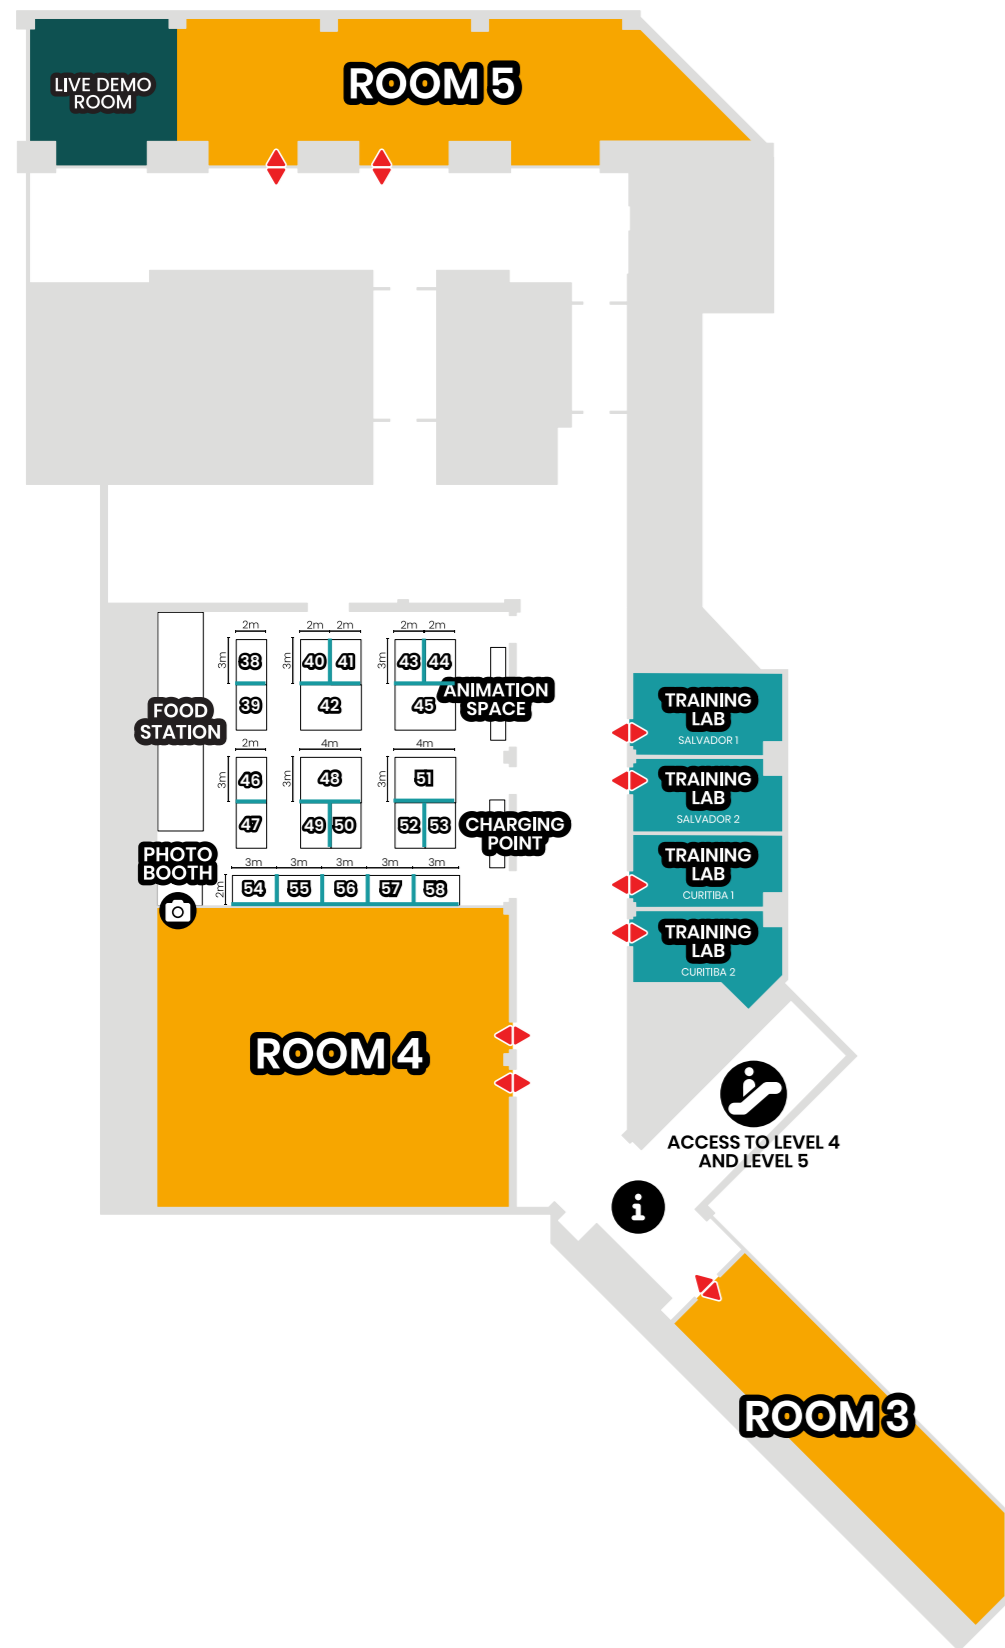 LIVE DEMO
ROOM
ROOM 5
2m
2m 2m
2m 2m
3m
38
3m
40
41
3m
43
44
39
42
45
ANIMATION
SPACE
FOOD
STATION
2m
4m
4m
3m
46
3m
48
3m
51
47
49
50
52
53
CHARGING
POINT
PHOTO
BOOTH
3m
3m
3m
3m
3m
2m
54
55
56
57
58
TRAINING
LAB
SALVADOR 1
TRAINING
LAB
SALVADOR 2
TRAINING
LAB
CURITIBA 1
TRAINING
LAB
CURITIBA 2
ROOM 4
ACCESS TO LEVEL 4
AND LEVEL 5
i
ROOM 3